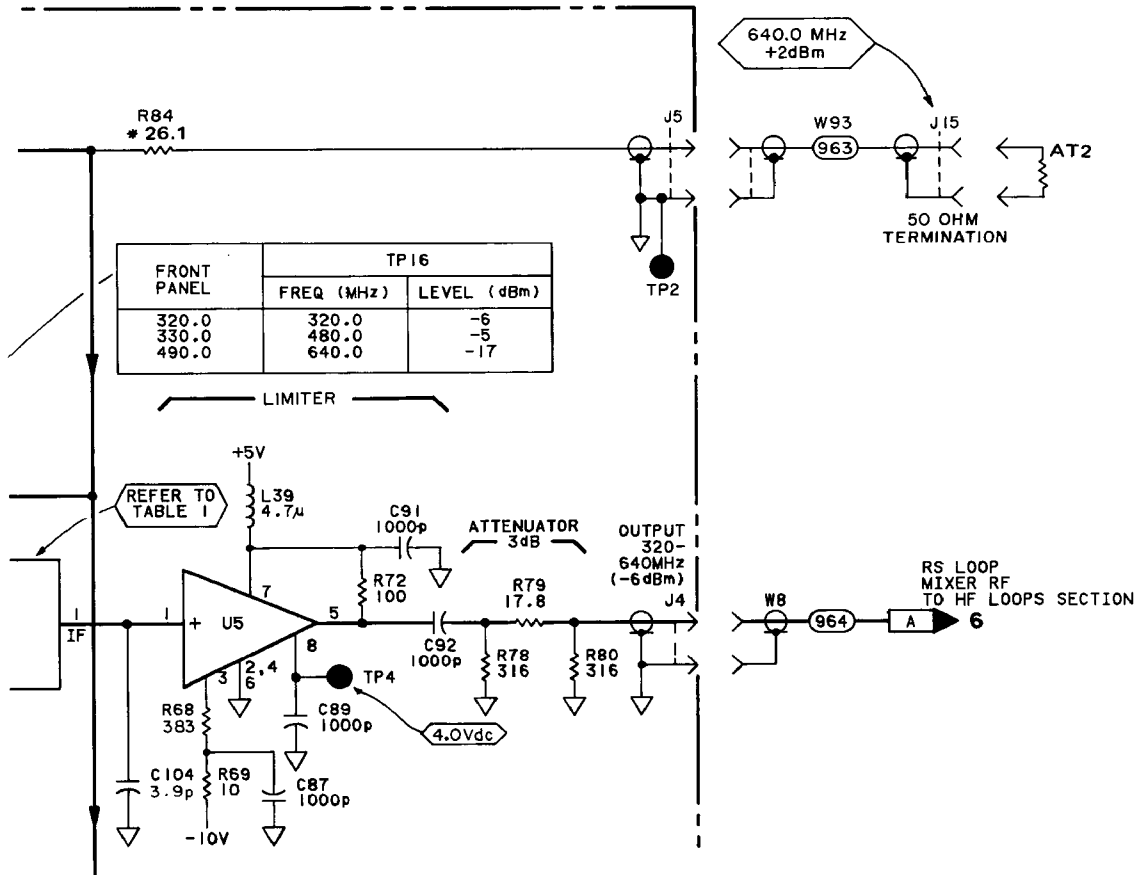 640.0 MHz
+2dBm
R84
* 26.1
J5
W93
963
J15
AT2
50 OHM
TERMINATION
TP2
FRONT
PANEL
TP16
FREQ (MHz)
LEVEL (dBm)
320.0 320.0 -6
330.0 480.0 -5
490.0 640.0 -17
LIMITER
+5V
REFER TO
TABLE 1
L39
4.7μ
C91
1000p
ATTENUATOR
3dB
OUTPUT
320-
640MHz
(-6dBm)
J4
R72
100
R79
17.8
W8
964
RS LOOP
MIXER RF
TO HF LOOPS SECTION
A
6
1
IF
1
+
U5
7
5
8
3
2,4
6
C92
1000p
R78
316
R80
316
TP4
4.0Vdc
R68
383
C89
1000p
C104
3.9p
R69
10
C87
1000p
-10V